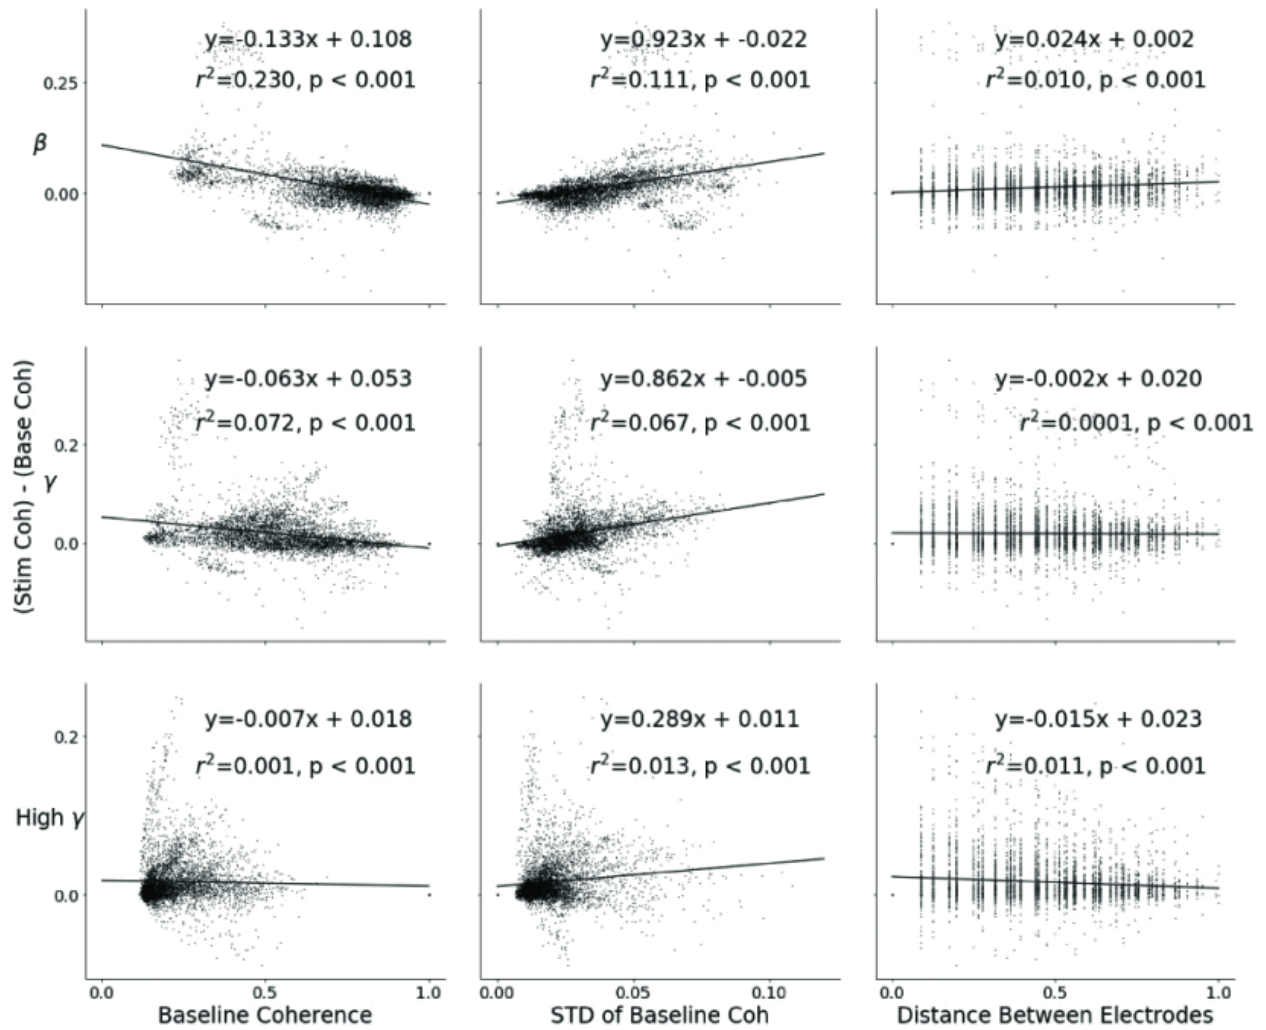 y=-0.133x + 0.108
r²=0.230, p < 0.001
y=0.923x + -0.022
r²=0.111, p < 0.001
y=0.024x + 0.002
r²=0.010, p < 0.001
0.25
0.00
β
y=-0.063x + 0.053
r²=0.072, p < 0.001
y=0.862x + -0.005
r²=0.067, p < 0.001
y=-0.002x + 0.020
r²=0.0001, p < 0.001
0.2
0.0
γ
(Stim Coh) - (Base Coh)
y=-0.007x + 0.018
r²=0.001, p < 0.001
y=0.289x + 0.011
r²=0.013, p < 0.001
y=-0.015x + 0.023
r²=0.011, p < 0.001
0.2
High γ
0.0
0.0 0.5 1.0
Baseline Coherence
0.00 0.05 0.10
STD of Baseline Coh
0.0 0.5 1.0
Distance Between Electrodes